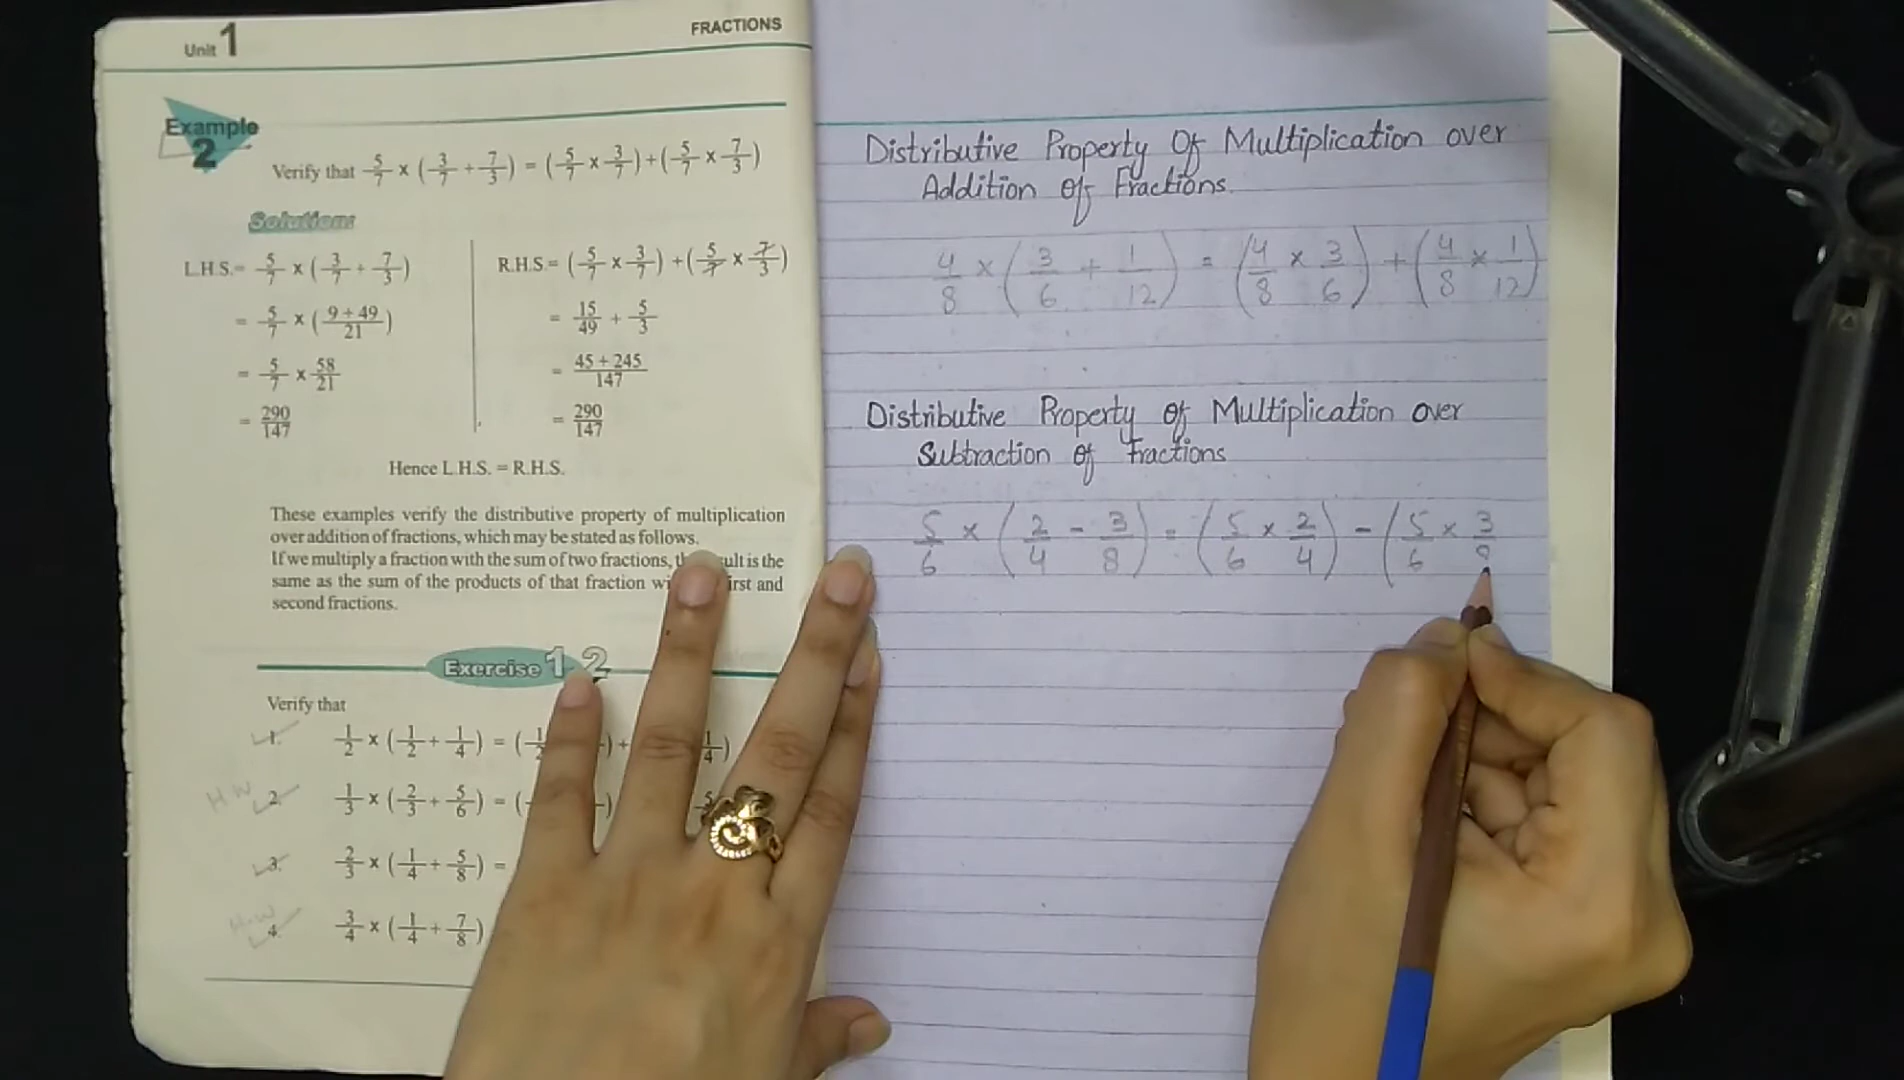 Unit 1
FRACTIONS
Example 2
Verify that 5/7 × (3/7 + 7/3) = (5/7 × 3/7) + (5/7 × 7/3)
Solution:
L.H.S. = 5/7 × (3/7 + 7/3)
= 5/7 × (9 + 49/21)
= 5/7 × 58/21
= 290/147
R.H.S. = (5/7 × 3/7) + (5/7 × 7/3)
= 15/49 + 5/3
= 45 + 245/147
= 290/147
Hence L.H.S. = R.H.S.
These examples verify the distributive property of multiplication
over addition of fractions, which may be stated as follows.
If we multiply a fraction with the sum of two fractions, ult is the
same as the sum of the products of that fraction irst and
second fractions.
Exercise 1 2
Verify that
1. 1/2 × (1/2 + 1/4) = ( ) + 1/4)
HW 2. 1/3 × (2/3 + 5/6) = (
3. 2/3 × (1/4 + 5/8) =
H.W 4. 3/4 × (1/4 + 7/8)
Distributive Property Of Multiplication over
Addition of Fractions.
4/8 × (3/6 + 1/12) = (4/8 × 3/6) + (4/8 × 1/12)
Distributive Property of Multiplication over
Subtraction of Fractions
5/6 × (2/4 - 3/8) = (5/6 × 2/4) - (5/6 × 3/8